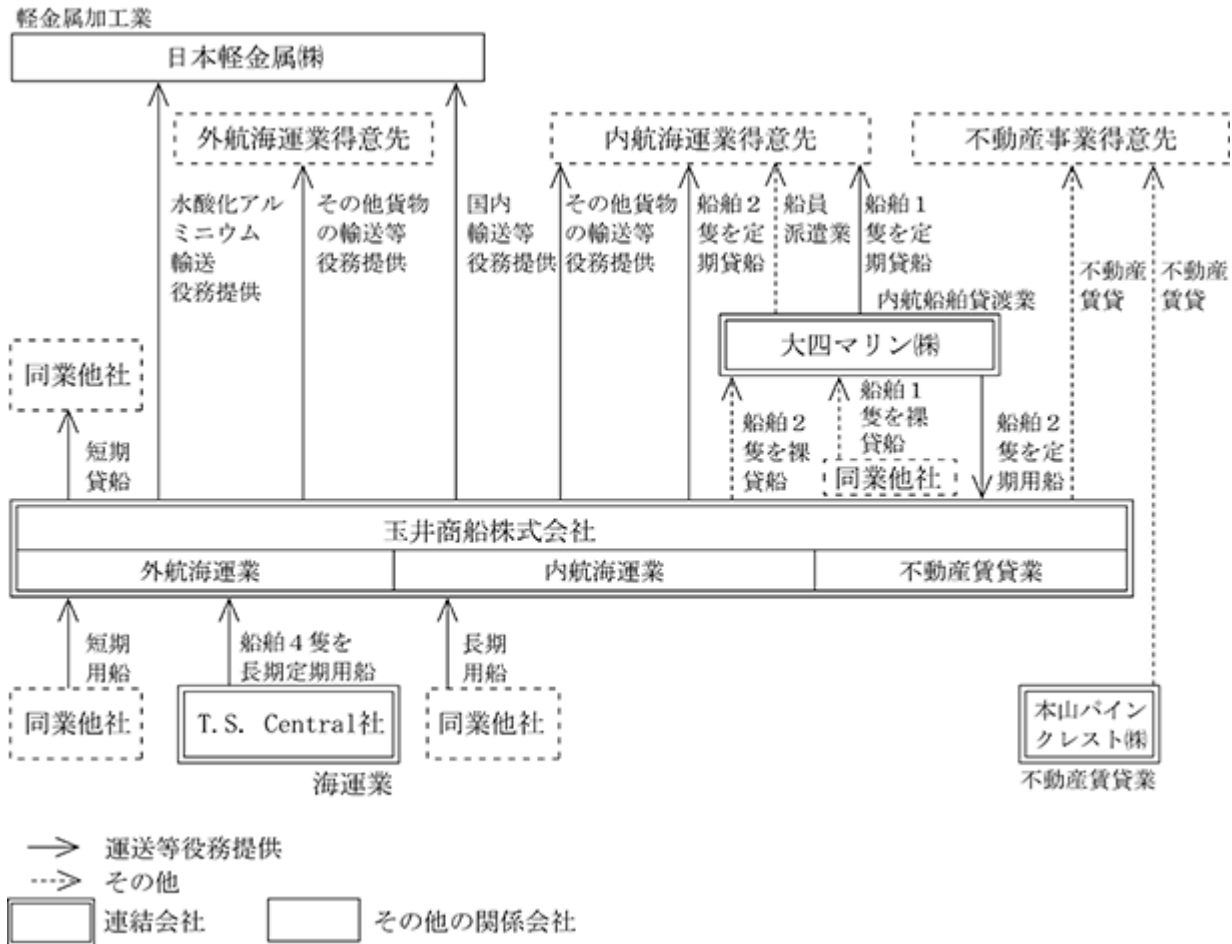 軽金属加工業
日本軽金属㈱
外航海運業得意先
内航海運業得意先
不動産事業得意先
水酸化アル
ミニウム
輸送
役務提供
その他貨物
の輸送等
役務提供
国内
輸送等
役務提供
その他貨物
の輸送等
役務提供
船舶2
隻を定
期貸船
船員
派遣業
船舶1
隻を定
期貸船
不動産
賃貸
不動産
賃貸
内航船舶貸渡業
大四マリン㈱
同業他社
短期
貸船
船舶2
隻を裸
貸船
船舶1
隻を裸
貸船
同業他社
船舶2
隻を定
期用船
玉井商船株式会社
外航海運業
内航海運業
不動産賃貸業
短期
用船
船舶4隻を
長期定期用船
長期
用船
同業他社
T.S. Central社
海運業
同業他社
本山パイン
クレスト㈱
不動産賃貸業
運送等役務提供
その他
連結会社
その他の関係会社